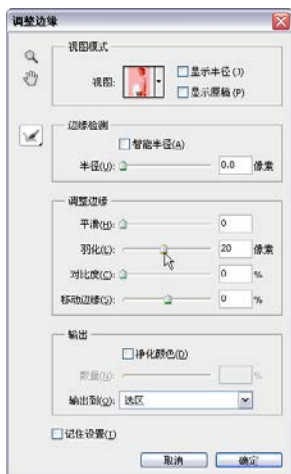 调整边缘
视图模式
视图:
显示半径(J)
显示原稿(P)
边缘检测
智能半径(A)
半径(U): 0.0 像素
调整边缘
平滑(H): 0
羽化(E): 20 像素
对比度(C): 0 %
移动边缘(S): 0 %
输出
净化颜色(D)
数量(N): %
输出到(O): 选区
记住设置(T)
取消 确定